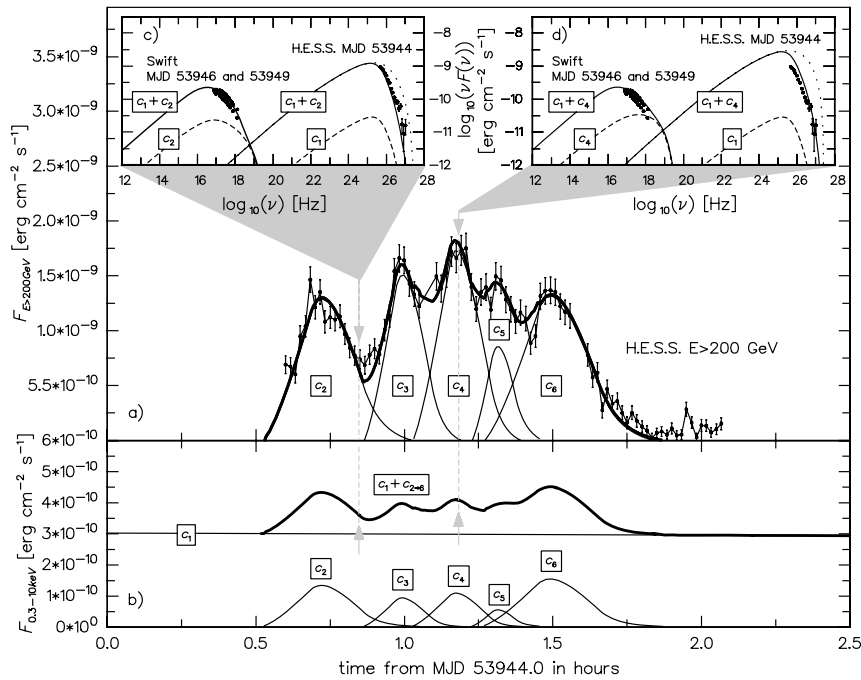 c)
H.E.S.S. MJD 53944
Swift
MJD 53946 and 53949
c₁ + c₂
c₁ + c₂
c₂
c₁
12 14 16 18 20 22 24 26 28
log₁₀(ν) [Hz]
-8
-9
-10
-11
-12
log₁₀(νF(ν))
[erg cm⁻² s⁻¹]
d)
H.E.S.S. MJD 53944
Swift
MJD 53946 and 53949
c₁ + c₄
c₁ + c₄
c₄
c₁
12 14 16 18 20 22 24 26 28
log₁₀(ν) [Hz]
-8
-9
-10
-11
-12
3.5*10⁻⁹
3.0*10⁻⁹
2.5*10⁻⁹
2.0*10⁻⁹
1.5*10⁻⁹
1.0*10⁻⁹
5.5*10⁻¹⁰
F_E>200GeV [erg cm⁻² s⁻¹]
c₂
c₃
c₄
c₅
c₆
H.E.S.S. E>200 GeV
a)
6*10⁻¹⁰
5*10⁻¹⁰
4*10⁻¹⁰
3*10⁻¹⁰
2*10⁻¹⁰
1*10⁻¹⁰
0*10⁰
F_0.3−10keV [erg cm⁻² s⁻¹]
c₁ + c₂→₆
c₁
c₂
c₃
c₄
c₅
c₆
b)
0.0 0.5 1.0 1.5 2.0 2.5
time from MJD 53944.0 in hours